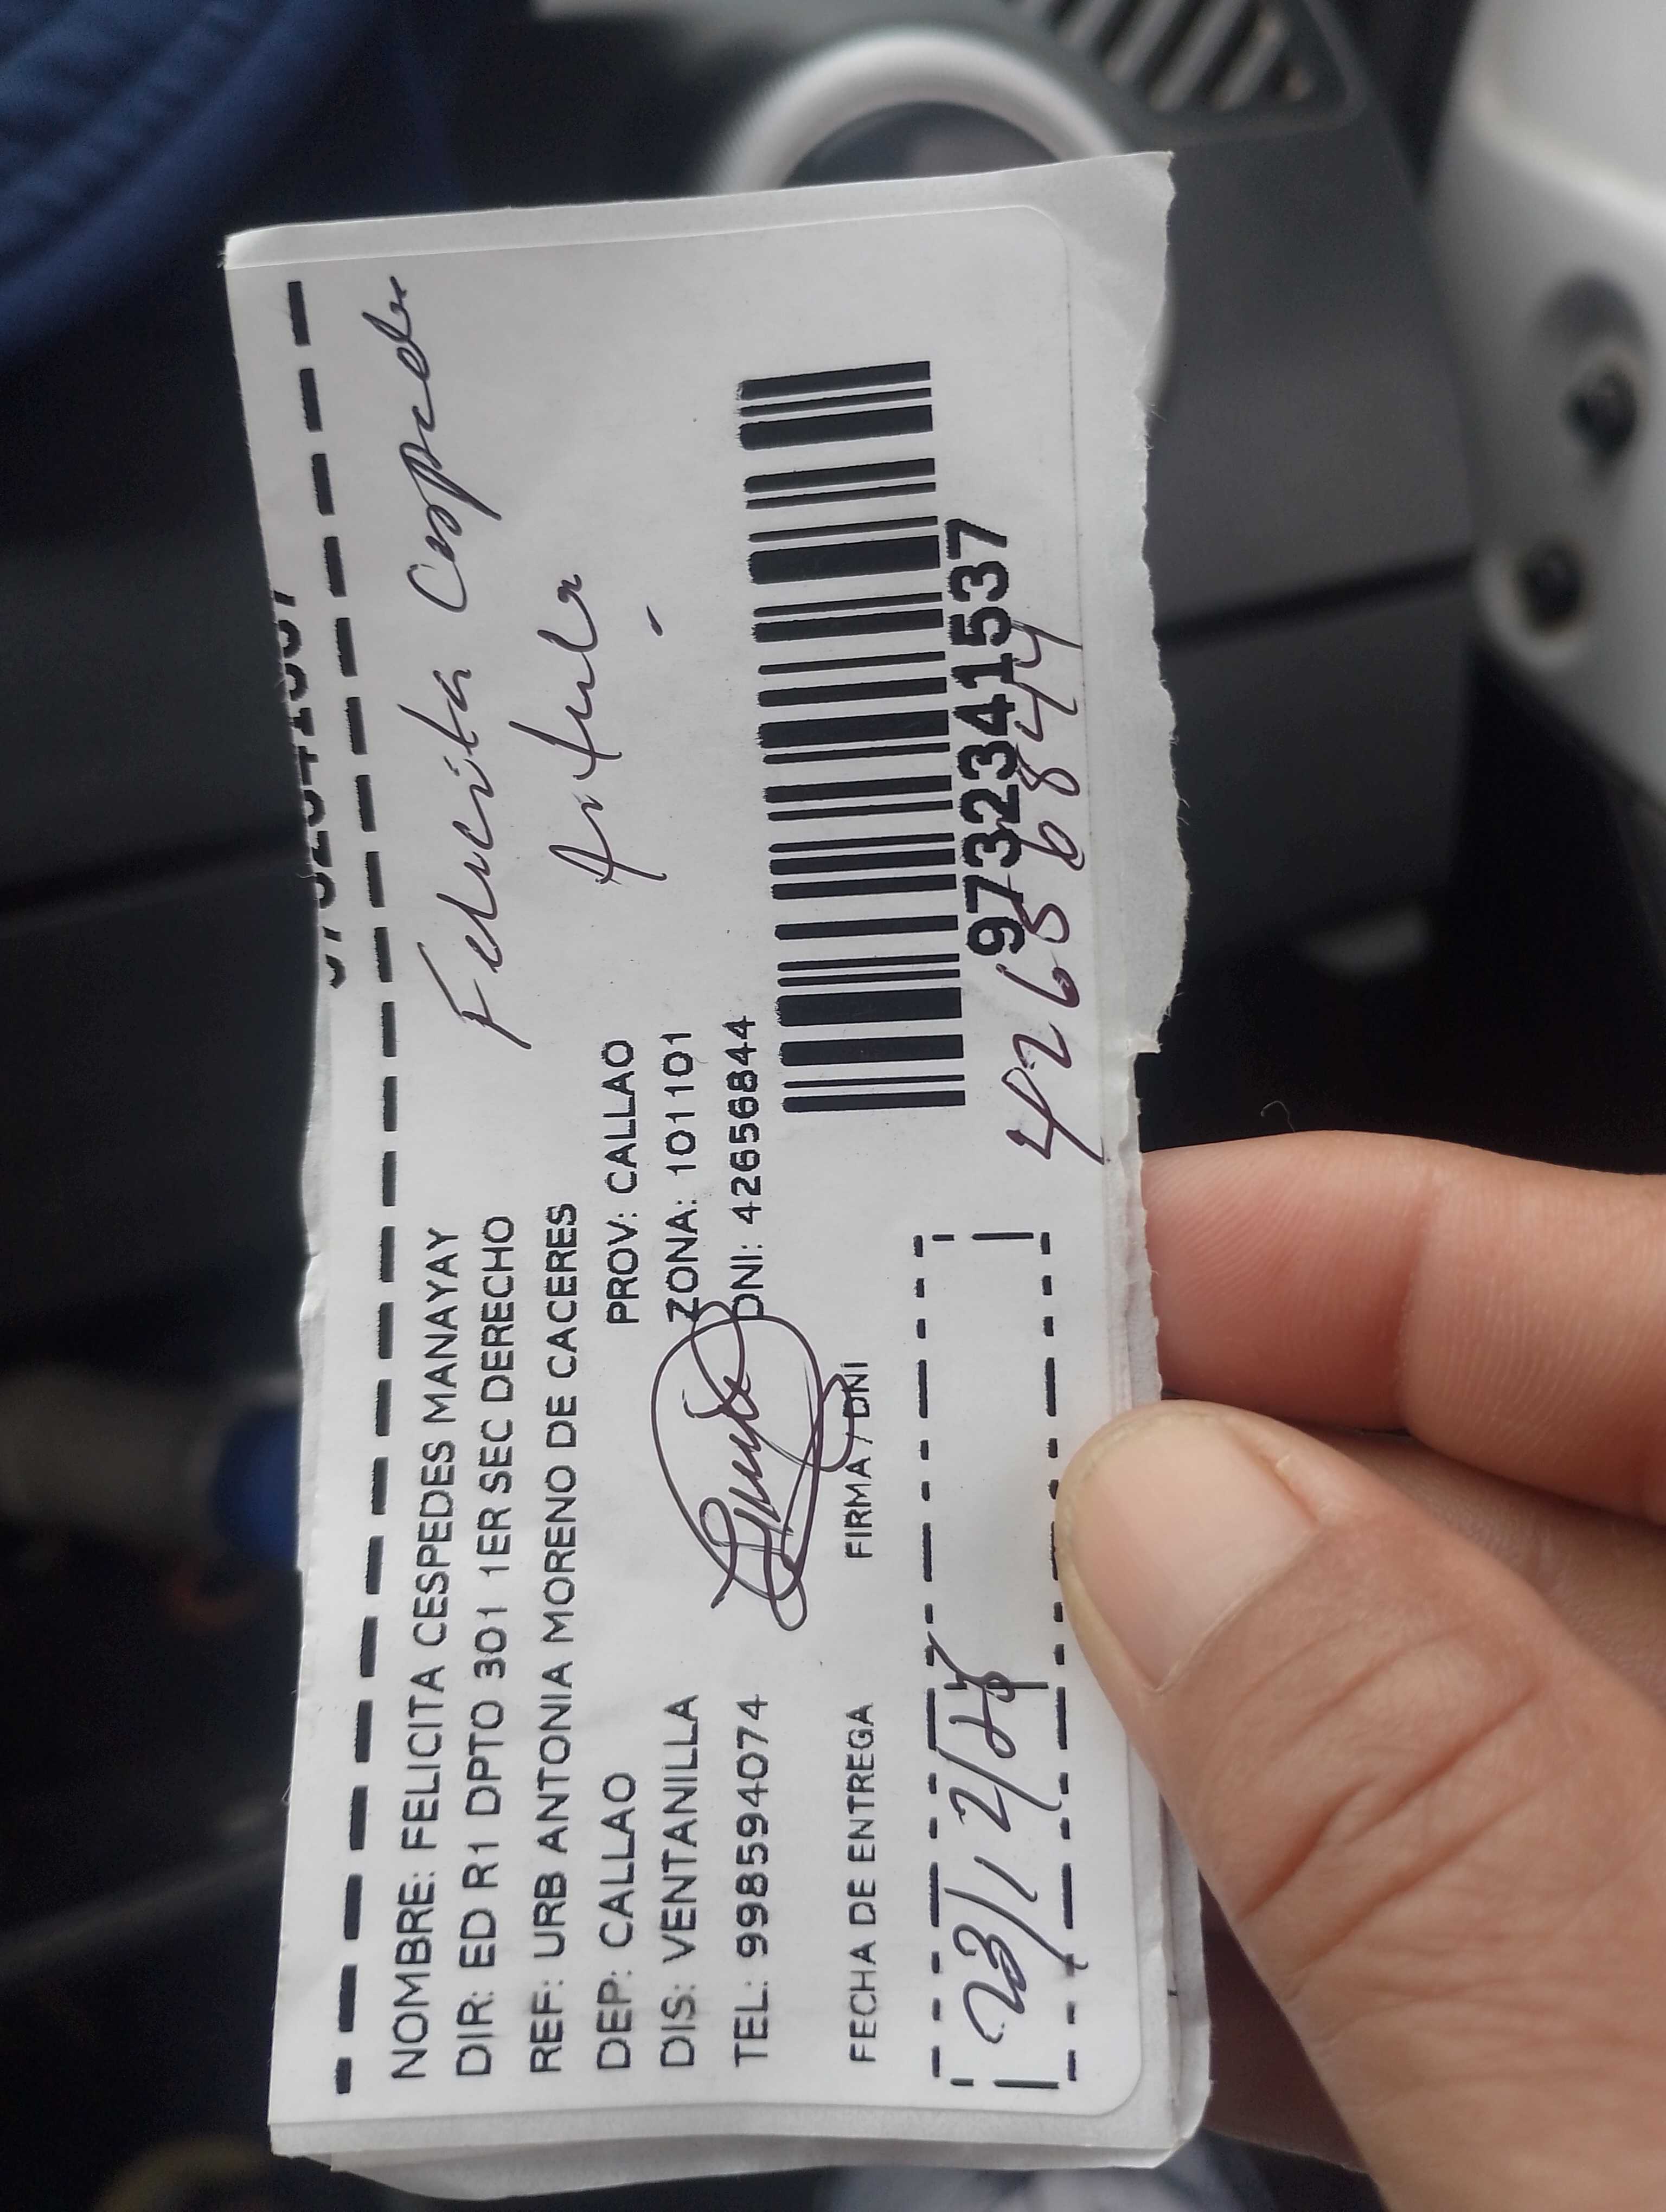 NOMBRE: FELICITA CESPEDES MANAYAY
DIR: ED R1 DPTO 301 1ER SEC DERECHO
REF: URB ANTONIA MORENO DE CACERES
DEP: CALLAO PROV: CALLAO
DIS: VENTANILLA ZONA: 101101
TEL: 998594074 DNI: 42656844
Felicita Cespedes
FECHA DE ENTREGA FIRMA / DNI
23/12/24
9732341537
42656844